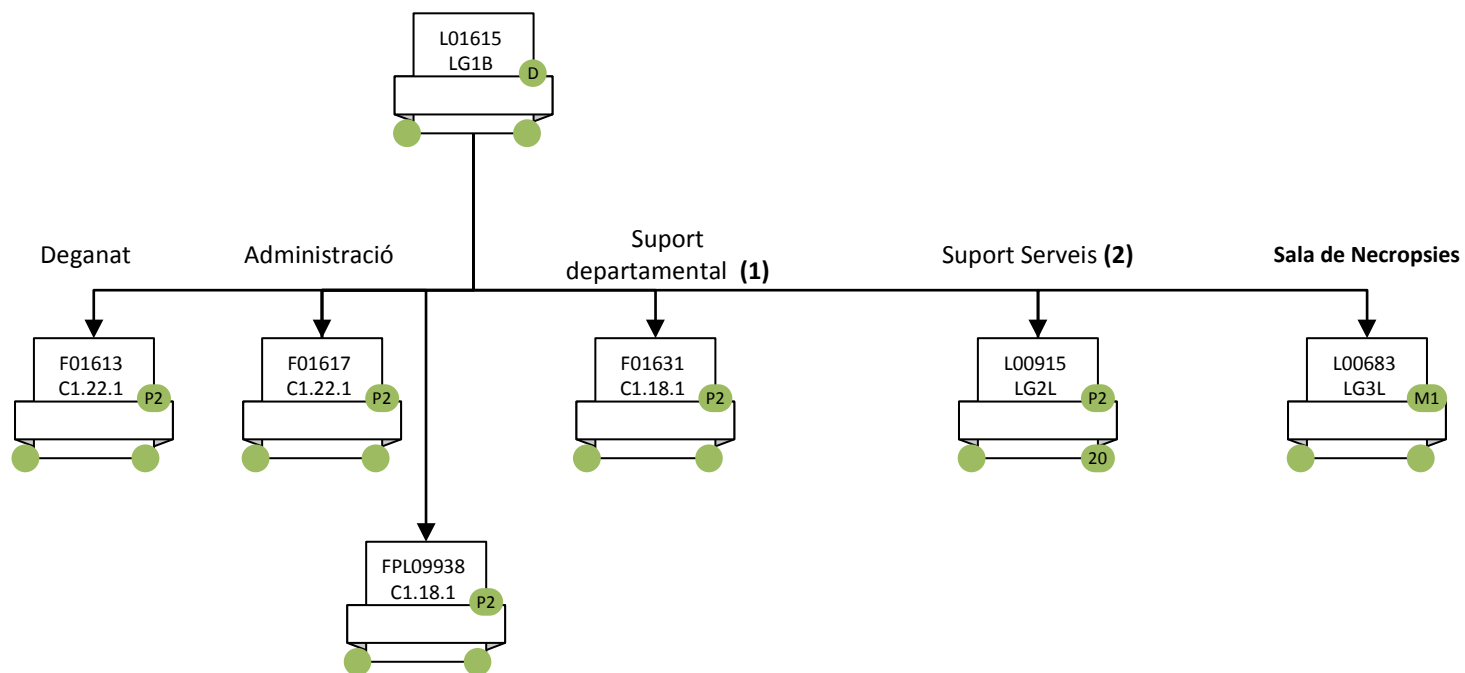 L01615
LG1B
D
Deganat
Administració
Suport
departamental (1)
Suport Serveis (2)
Sala de Necropsies
F01613
C1.22.1
P2
F01617
C1.22.1
P2
F01631
C1.18.1
P2
L00915
LG2L
P2
20
L00683
LG3L
M1
FPL09938
C1.18.1
P2